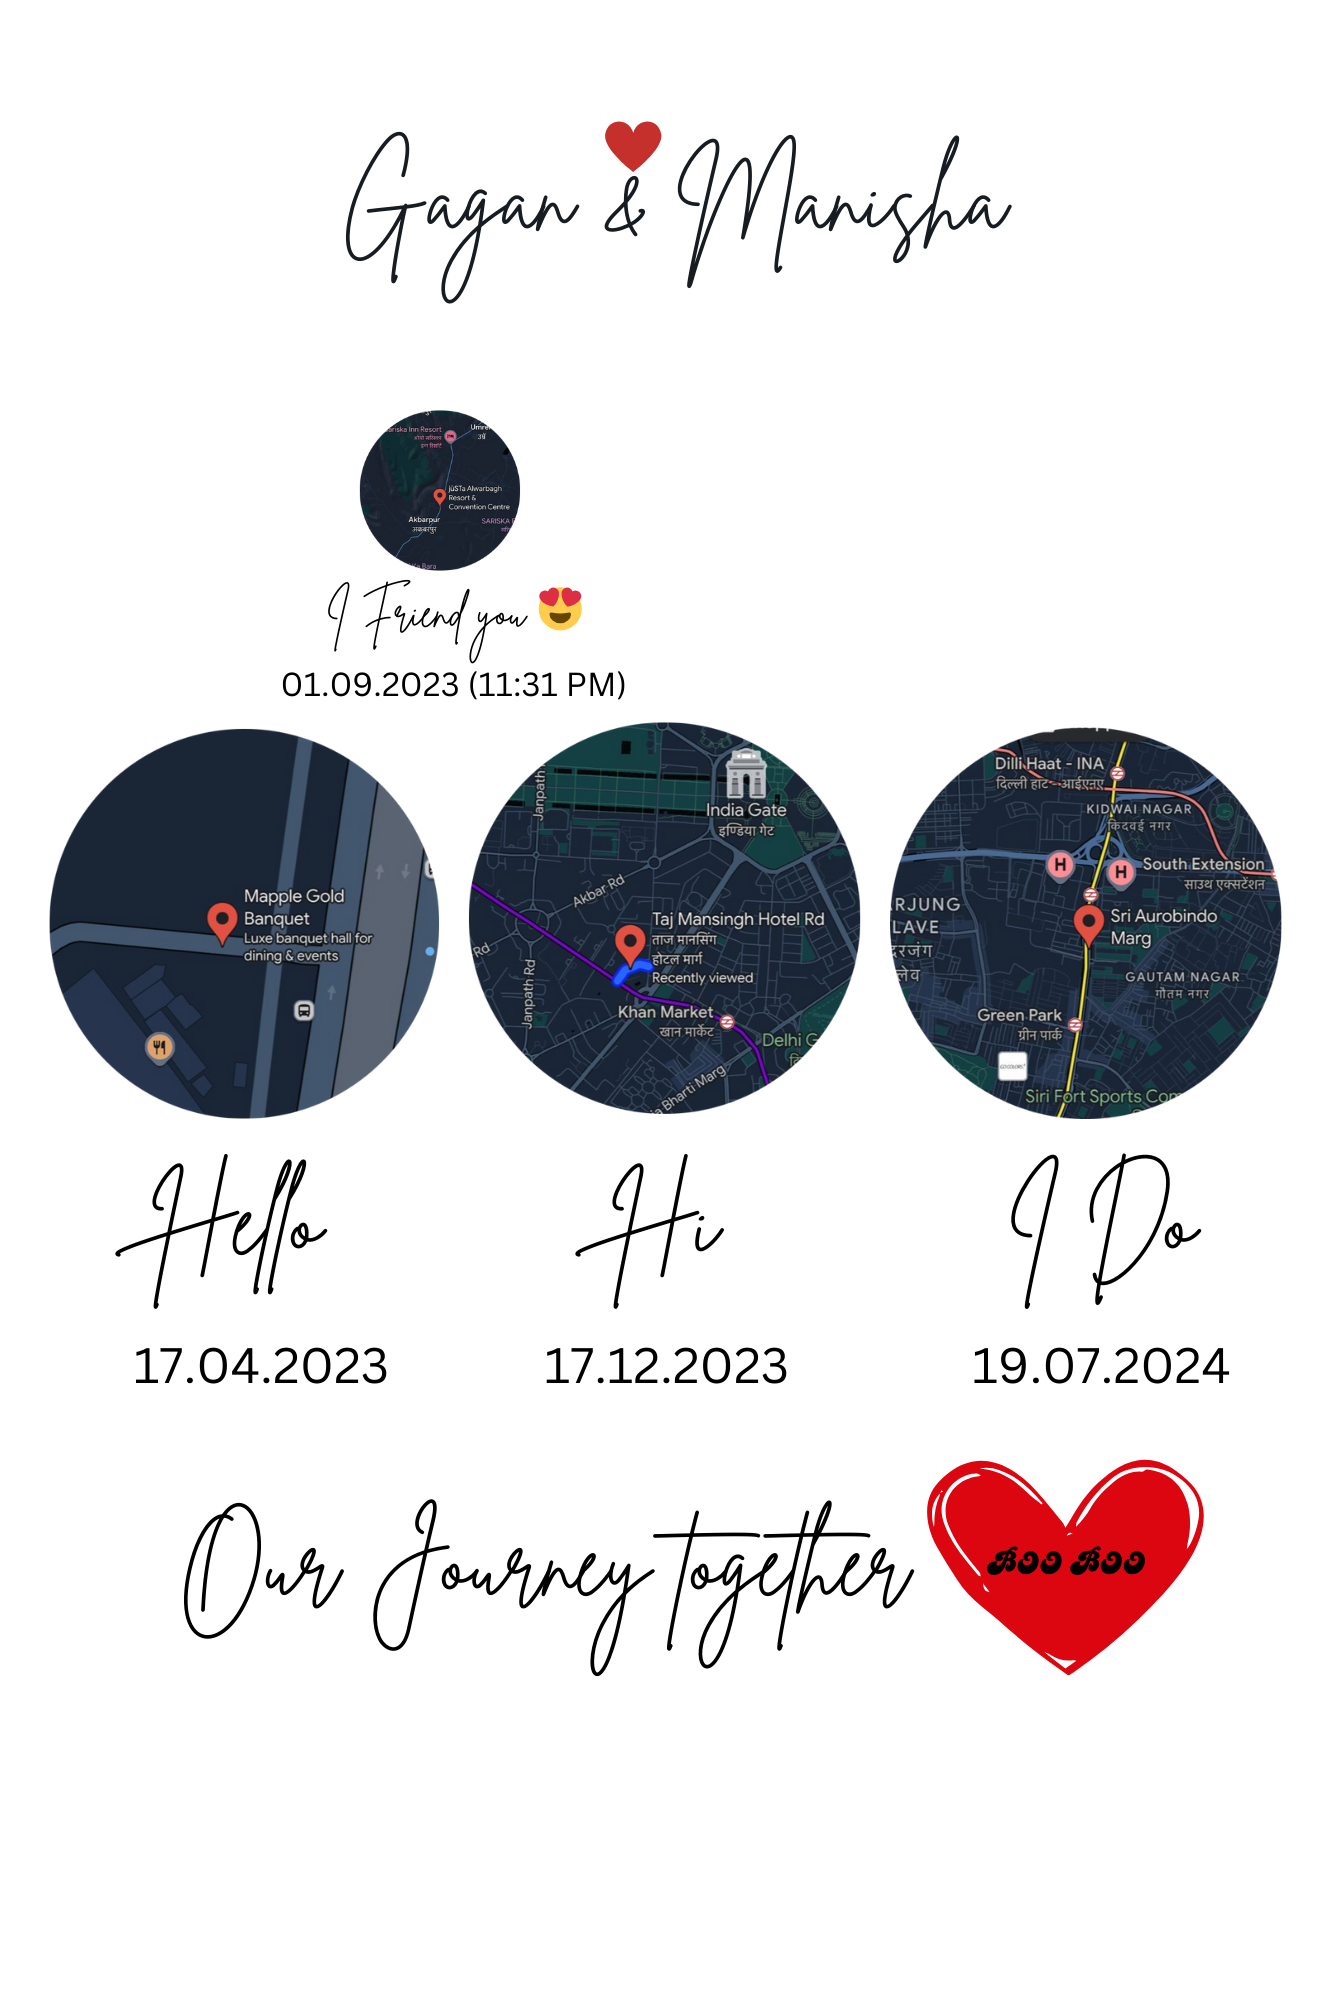 Gagan & Manisha
Sariska Inn Resort
jüSTa Alwarbagh
Resort &
Convention Centre
Akbarpur
अकबरपुर
SARISKA
Bara
I Friend you
01.09.2023 (11:31 PM)
Mapple Gold
Banquet
Luxe banquet hall for
dining & events
Janpath
India Gate
इण्डिया गेट
Akbar Rd
Taj Mansingh Hotel Rd
ताज मानसिंग
होटल मार्ग
Recently viewed
Rd
Janpath Rd
Khan Market
खान मार्केट
Delhi G
Bharti Marg
Dilli Haat - INA
दिल्ली हाट - आईएनए
KIDWAI NAGAR
किदवई नगर
H
H
South Extension
साउथ एक्सटेंशन
RJUNG
LAVE
Sri Aurobindo
Marg
GAUTAM NAGAR
गौतम नगर
Green Park
ग्रीन पार्क
Siri Fort Sports Com
Hello
Hi
I Do
17.04.2023
17.12.2023
19.07.2024
Our Journey together
BOO BOO